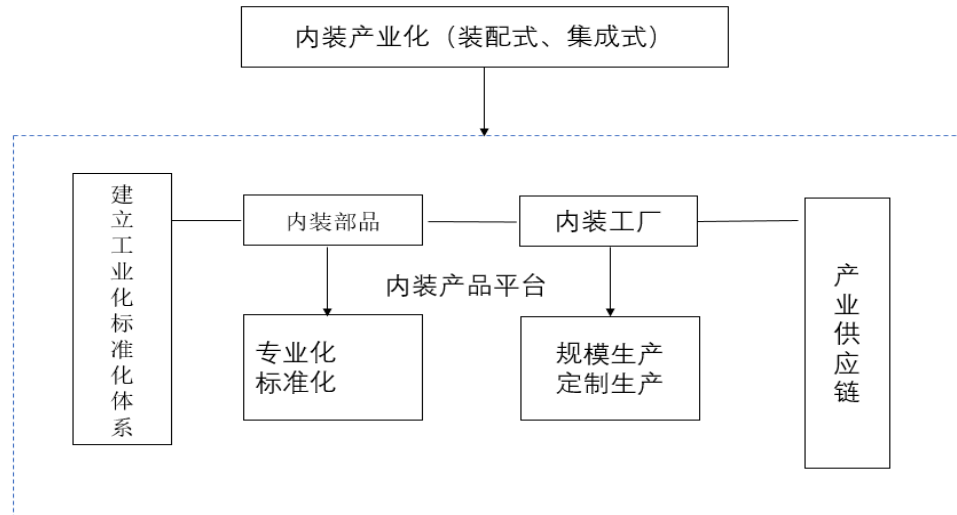 内装产业化（装配式、集成式）
建立工业化标准化体系
内装部品
内装工厂
产业供应链
内装产品平台
专业化
标准化
规模生产
定制生产